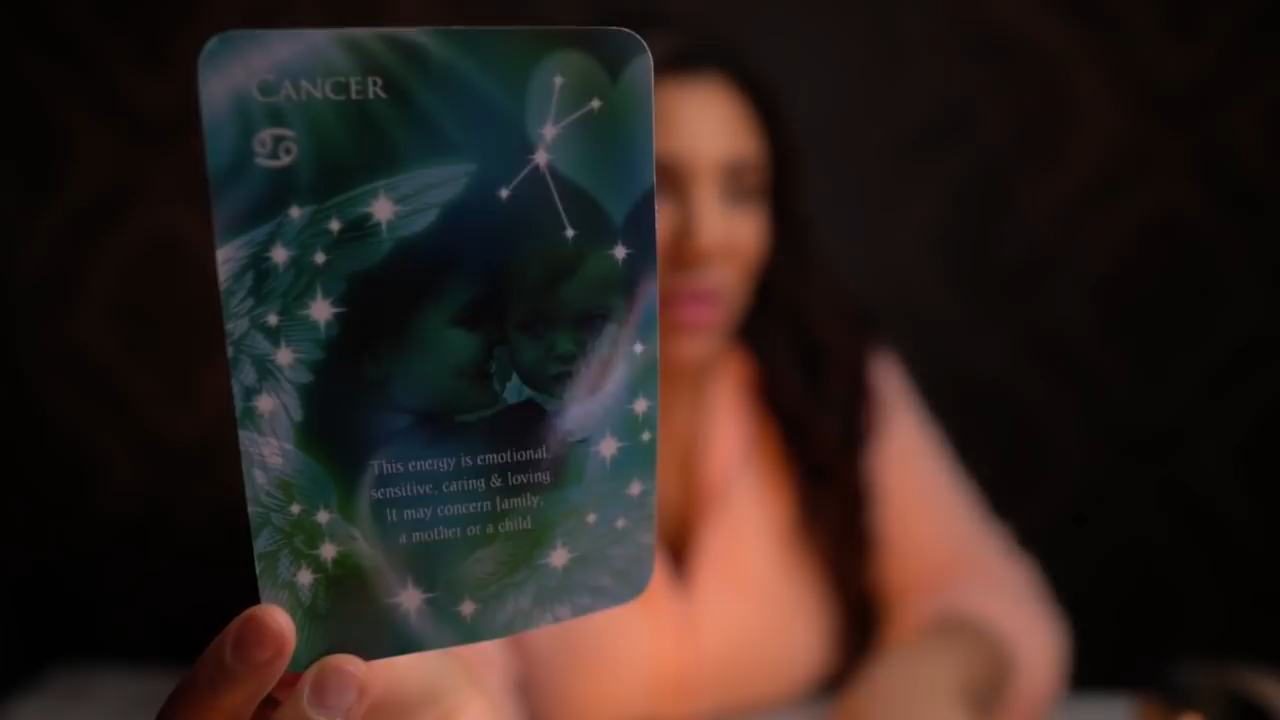 CANCER
♋
This energy is emotional,
sensitive, caring & loving.
It may concern family,
a mother or a child